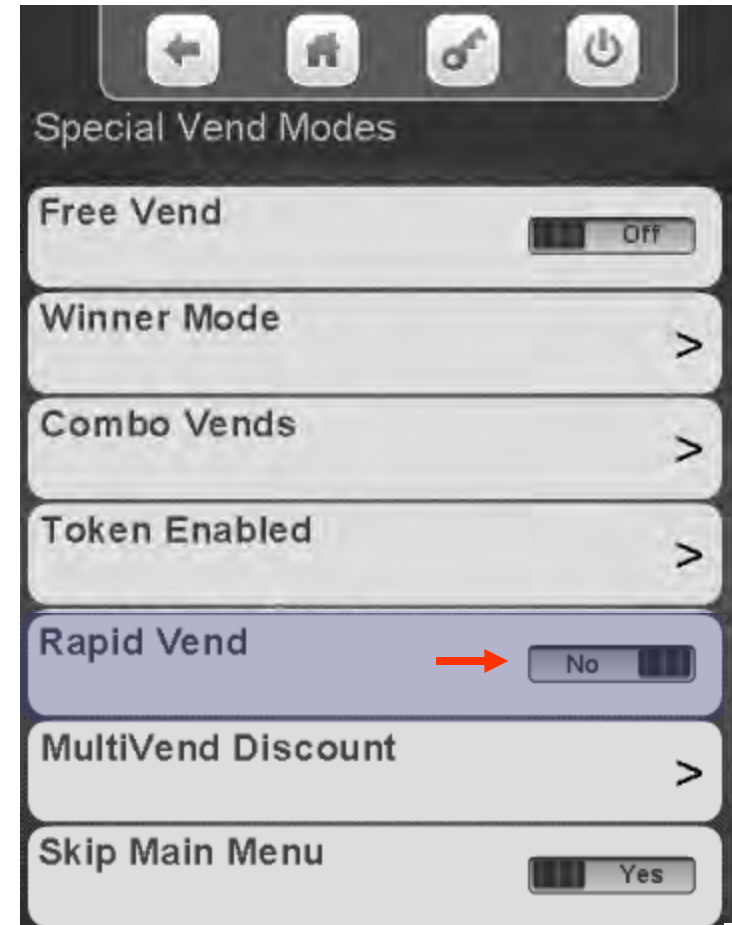 Special Vend Modes
Free Vend
Off
Winner Mode
>
Combo Vends
>
Token Enabled
>
Rapid Vend
No
MultiVend Discount
>
Skip Main Menu
Yes